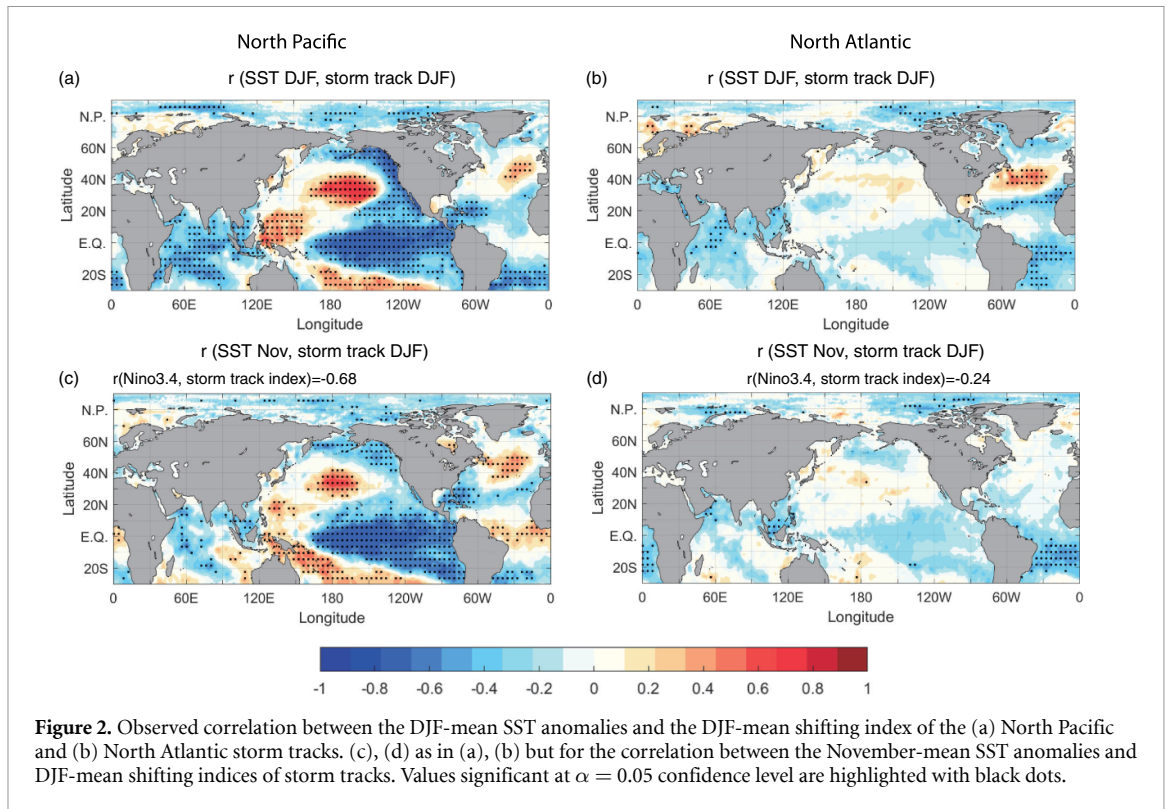 North Pacific
North Atlantic
(a)
r (SST DJF, storm track DJF)
N.P.
60N
40N
20N
E.Q.
20S
Latitude
0 60E 120E 180E 120W 60W 0
Longitude
(b)
r (SST DJF, storm track DJF)
N.P.
60N
40N
20N
E.Q.
20S
Latitude
0 60E 120E 180E 120W 60W 0
Longitude
(c)
r (SST Nov, storm track DJF)
r(Nino3.4, storm track index)=-0.68
N.P.
60N
40N
20N
E.Q.
20S
Latitude
0 60E 120E 180E 120W 60W 0
Longitude
(d)
r (SST Nov, storm track DJF)
r(Nino3.4, storm track index)=-0.24
N.P.
60N
40N
20N
E.Q.
20S
Latitude
0 60E 120E 180E 120W 60W 0
Longitude
-1 -0.8 -0.6 -0.4 -0.2 0 0.2 0.4 0.6 0.8 1
Figure 2. Observed correlation between the DJF-mean SST anomalies and the DJF-mean shifting index of the (a) North Pacific
and (b) North Atlantic storm tracks. (c), (d) as in (a), (b) but for the correlation between the November-mean SST anomalies and
DJF-mean shifting indices of storm tracks. Values significant at α = 0.05 confidence level are highlighted with black dots.